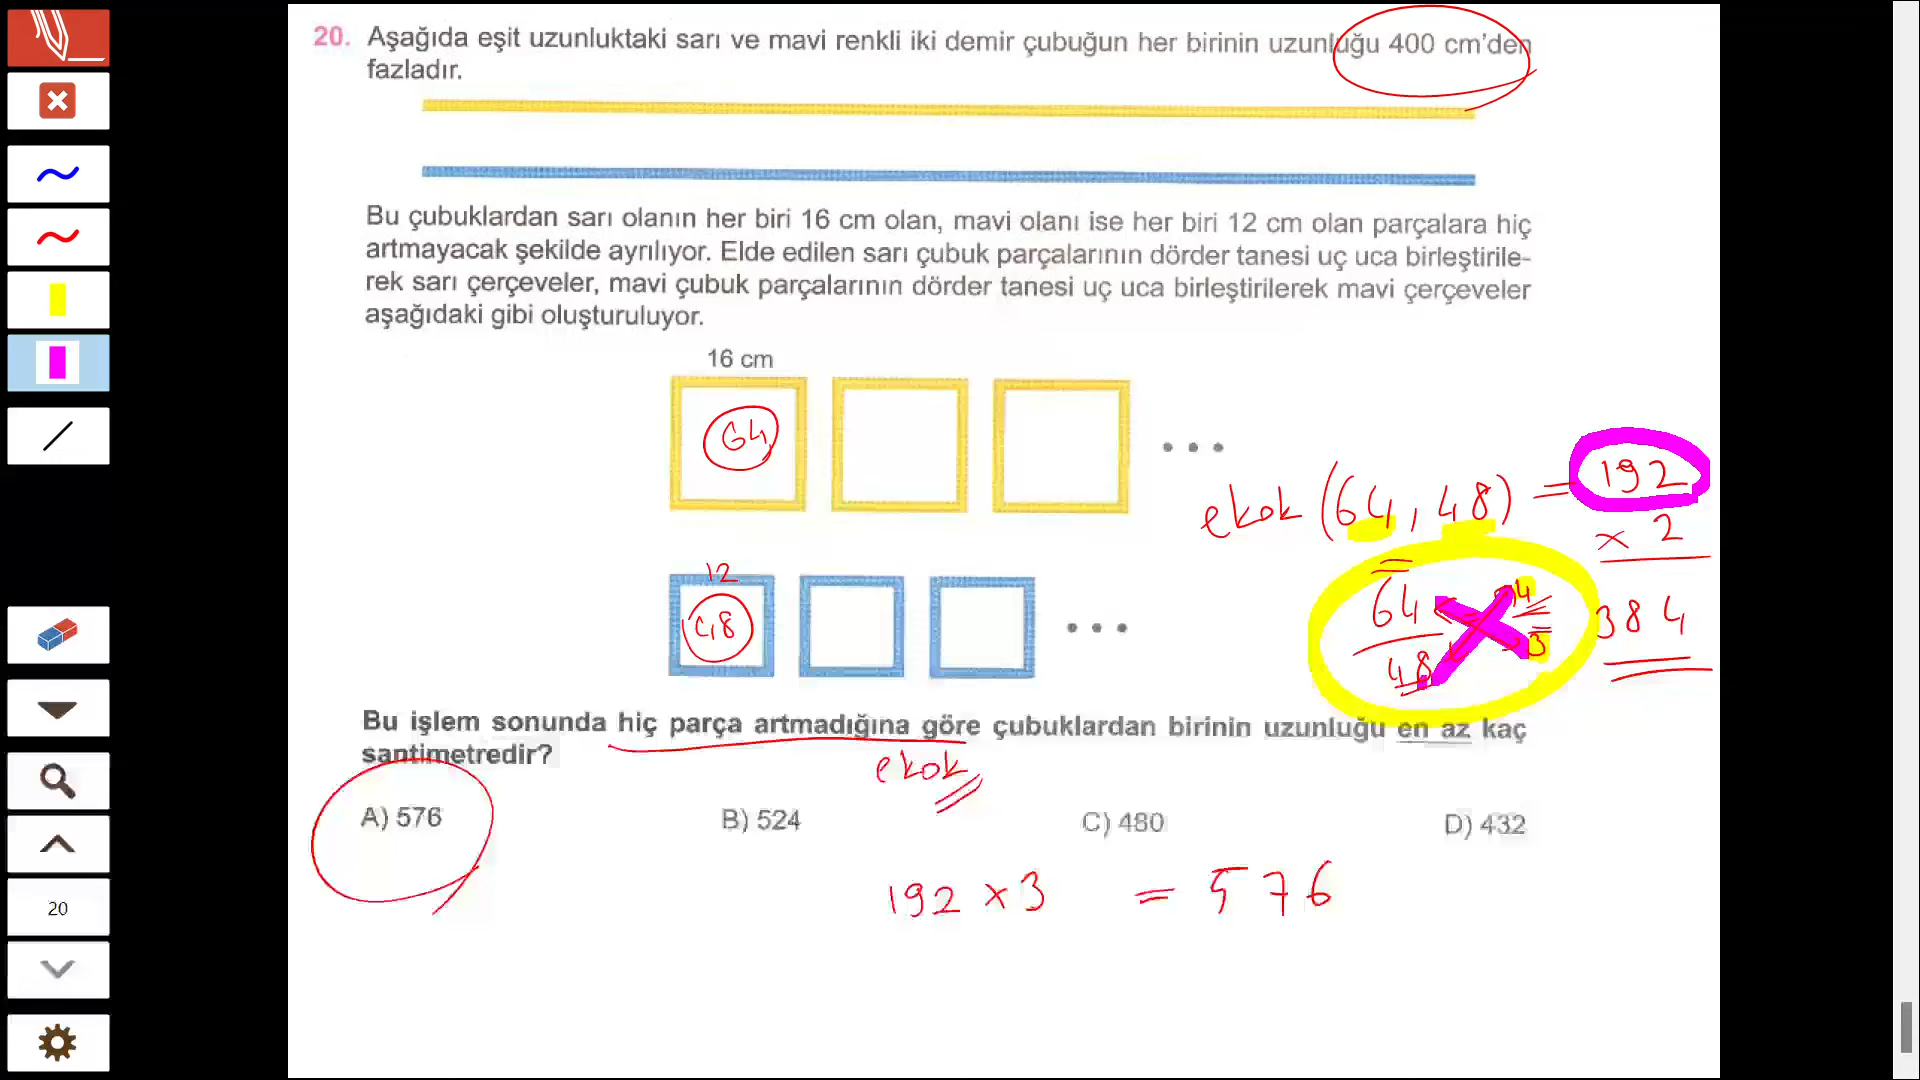 20. Aşağıda eşit uzunluktaki sarı ve mavi renkli iki demir çubuğun her birinin uzunluğu 400 cm'den
fazladır.
Bu çubuklardan sarı olanın her biri 16 cm olan, mavi olanı ise her biri 12 cm olan parçalara hiç
artmayacak şekilde ayrılıyor. Elde edilen sarı çubuk parçalarının dörder tanesi uç uca birleştirile-
rek sarı çerçeveler, mavi çubuk parçalarının dörder tanesi uç uca birleştirilerek mavi çerçeveler
aşağıdaki gibi oluşturuluyor.
16 cm
64
ekok (64, 48) = 192
x 2
384
12
48
64
48
4
3
Bu işlem sonunda hiç parça artmadığına göre çubuklardan birinin uzunluğu en az kaç
santimetredir?
ekok
A) 576 B) 524 C) 480 D) 432
192 x 3 = 576
20